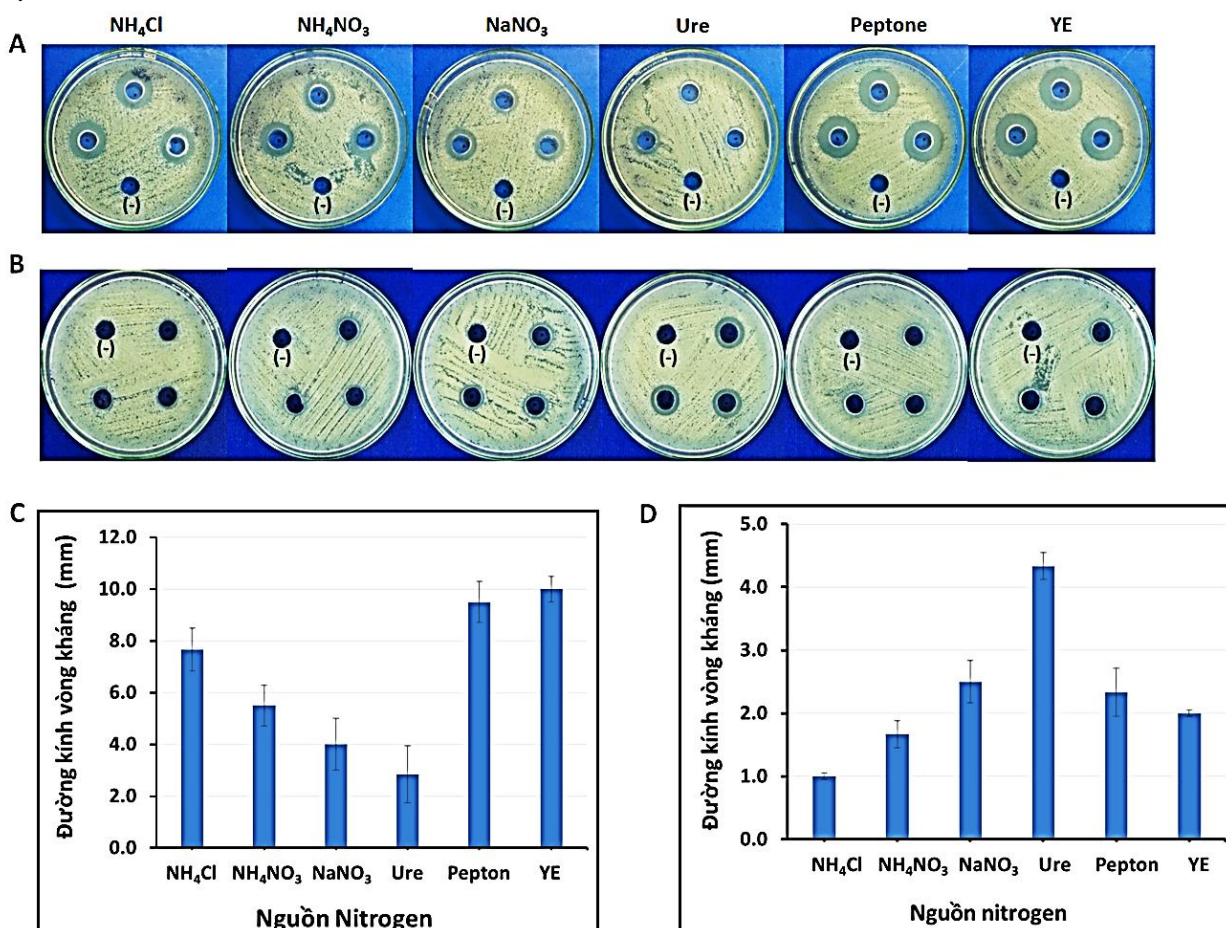 NH₄Cl NH₄NO₃ NaNO₃ Ure Peptone YE
A
(-) (-) (-) (-) (-) (-)
B
(-) (-) (-) (-) (-) (-)
C
Đường kính vòng kháng (mm)
12.0
10.0
8.0
6.0
4.0
2.0
0.0
NH₄Cl NH₄NO₃ NaNO₃ Ure Pepton YE
Nguồn Nitrogen
D
Đường kính vòng kháng (mm)
5.0
4.0
3.0
2.0
1.0
0.0
NH₄Cl NH₄NO₃ NaNO₃ Ure Pepton YE
Nguồn nitrogen